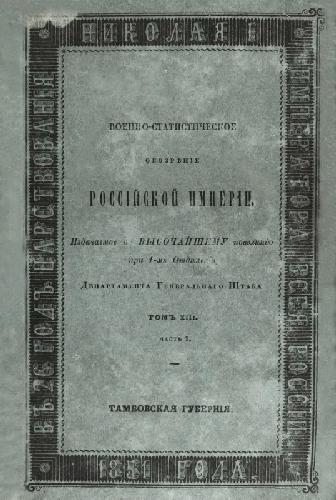 НИКОЛАЯ I
ИМПЕРАТОРА ВСЕЯ РОССІИ
ВЪ 26 ГОДЪ ЦАРСТВОВАНІЯ
ВОЕННО-СТАТИСТИЧЕСКОЕ
ОБОЗРѢНІЕ
РОССІЙСКОЙ ИМПЕРІИ.
Издаваемое по ВЫСОЧАЙШЕМУ повелѣнію
при 1-мъ Отдѣле
ДЕПАРТАМЕНТА ГЕНЕРАЛЬНАГО ШТАБА
ТОМЪ XIII.
ЧАСТЬ 1.
ТАМБОВСКАЯ ГУБЕРНІЯ.
1851 ГОДА